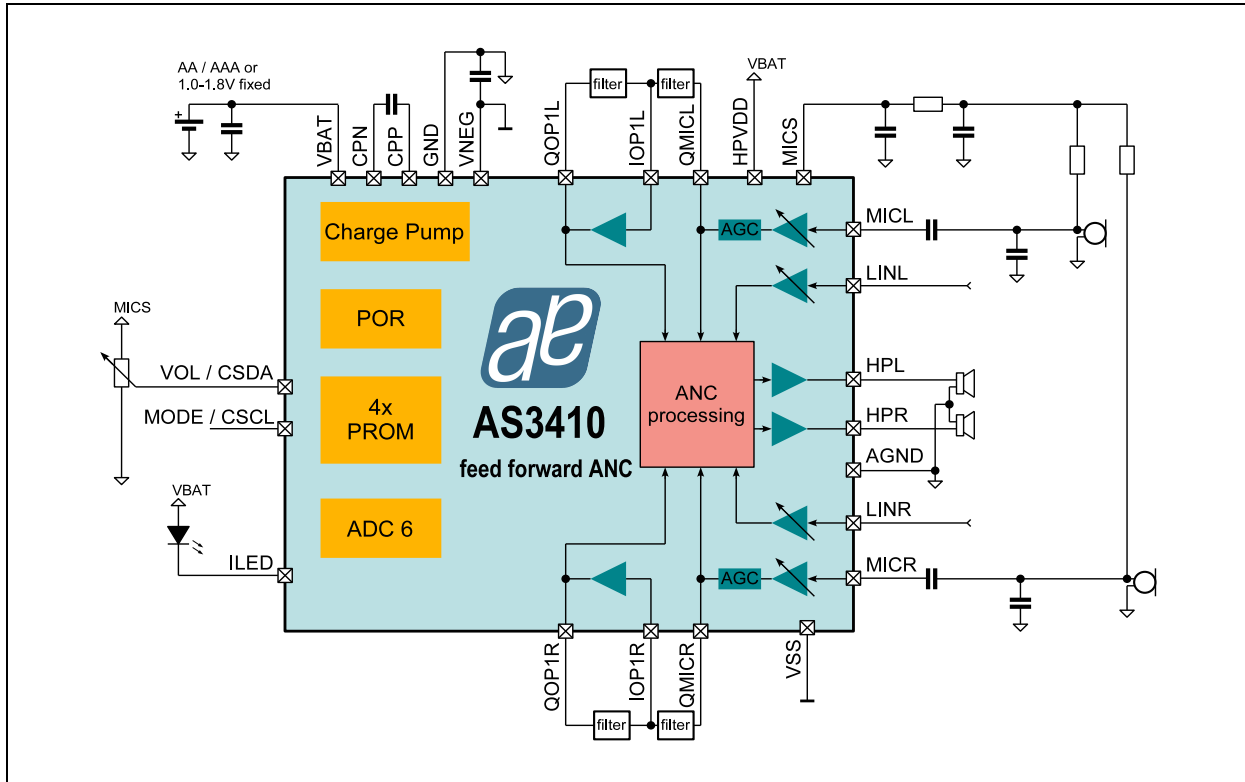 AA / AAA or
1.0-1.8V fixed
+
VBAT
CPN
CPP
GND
VNEG
QOP1L
filter
IOP1L
filter
QMICL
VBAT
HPVDD
MICS
Charge Pump
POR
4x
PROM
ADC 6
ae
AS3410
feed forward ANC
AGC
ANC
processing
AGC
MICL
LINL
HPL
HPR
AGND
LINR
MICR
MICS
VOL / CSDA
MODE / CSCL
VBAT
ILED
QOP1R
filter
IOP1R
filter
QMICR
VSS